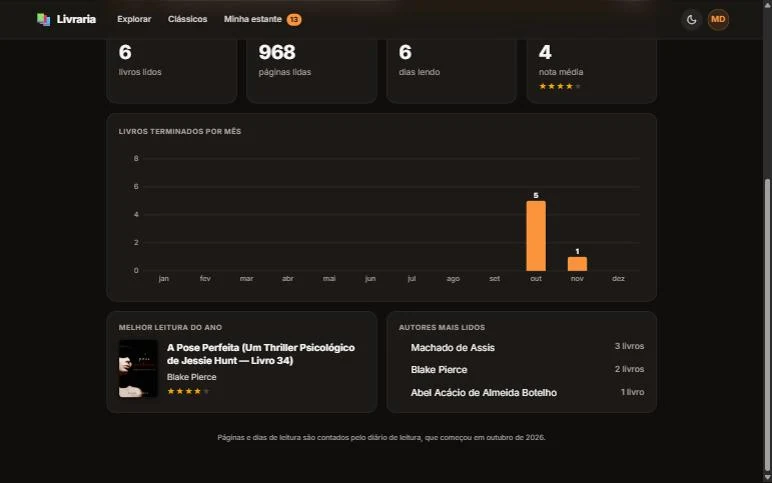 Livraria
Explorar
Clássicos
Minha estante 13
MD
6
livros lidos
968
páginas lidas
6
dias lendo
4
nota média
★★★★★
LIVROS TERMINADOS POR MÊS
8
6
4
2
0
5
1
jan fev mar abr mai jun jul ago set out nov dez
MELHOR LEITURA DO ANO
A Pose Perfeita (Um Thriller Psicológico
de Jessie Hunt — Livro 34)
Blake Pierce
★★★★★
AUTORES MAIS LIDOS
Machado de Assis 3 livros
Blake Pierce 2 livros
Abel Acácio de Almeida Botelho 1 livro
Páginas e dias de leitura são contados pelo diário de leitura, que começou em outubro de 2026.